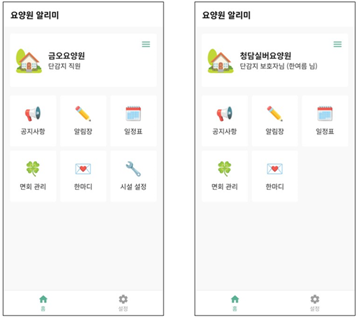 요양원 알리미
금오요양원
단감지 직원
공지사항
알림장
일정표
면회 관리
한마디
시설 설정
홈
설정
요양원 알리미
청담실버요양원
단감지 보호자님 (한여름 님)
공지사항
알림장
일정표
면회 관리
한마디
홈
설정